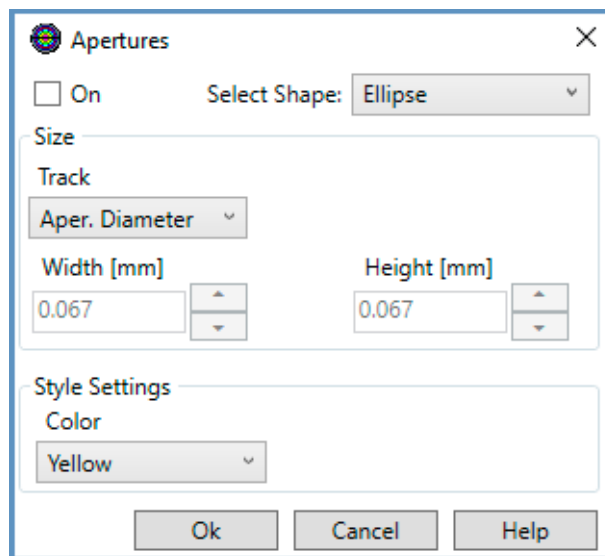 Apertures
On Select Shape: Ellipse
Size
Track
Aper. Diameter
Width [mm] Height [mm]
0.067 0.067
Style Settings
Color
Yellow
Ok Cancel Help